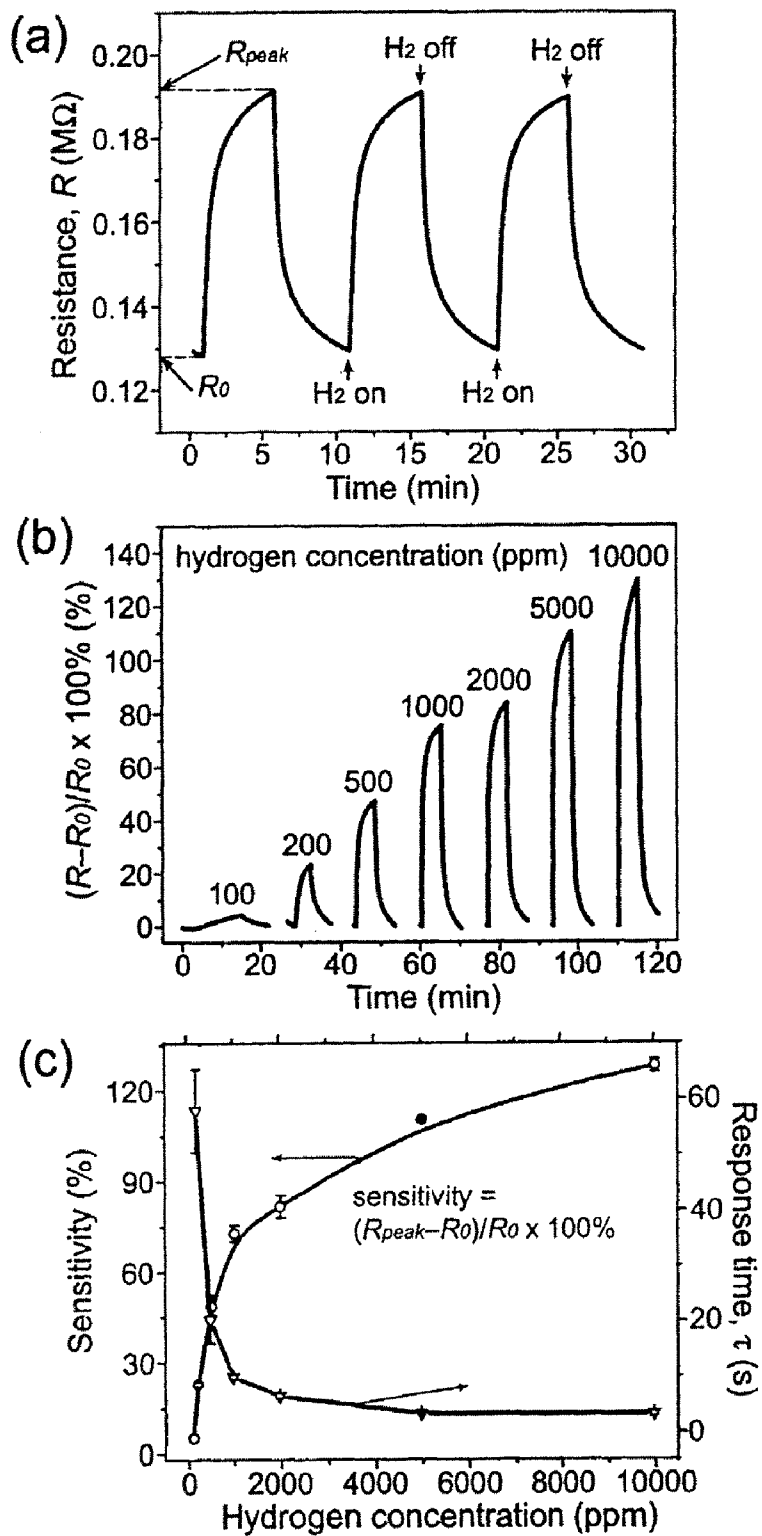 (a)
0.20
0.18
0.16
0.14
0.12
Resistance, R (MΩ)
Rpeak
H2 off
H2 off
R0
H2 on
H2 on
0 5 10 15 20 25 30
Time (min)
(b)
hydrogen concentration (ppm)
140
120
100
80
60
40
20
0
(R–R0)/R0 x 100% (%)
100
200
500
1000
2000
5000
10000
0 20 40 60 80 100 120
Time (min)
(c)
120
90
60
30
0
Sensitivity (%)
sensitivity =
(Rpeak–R0)/R0 x 100%
60
40
20
0
Response time, τ (s)
0 2000 4000 6000 8000 10000
Hydrogen concentration (ppm)